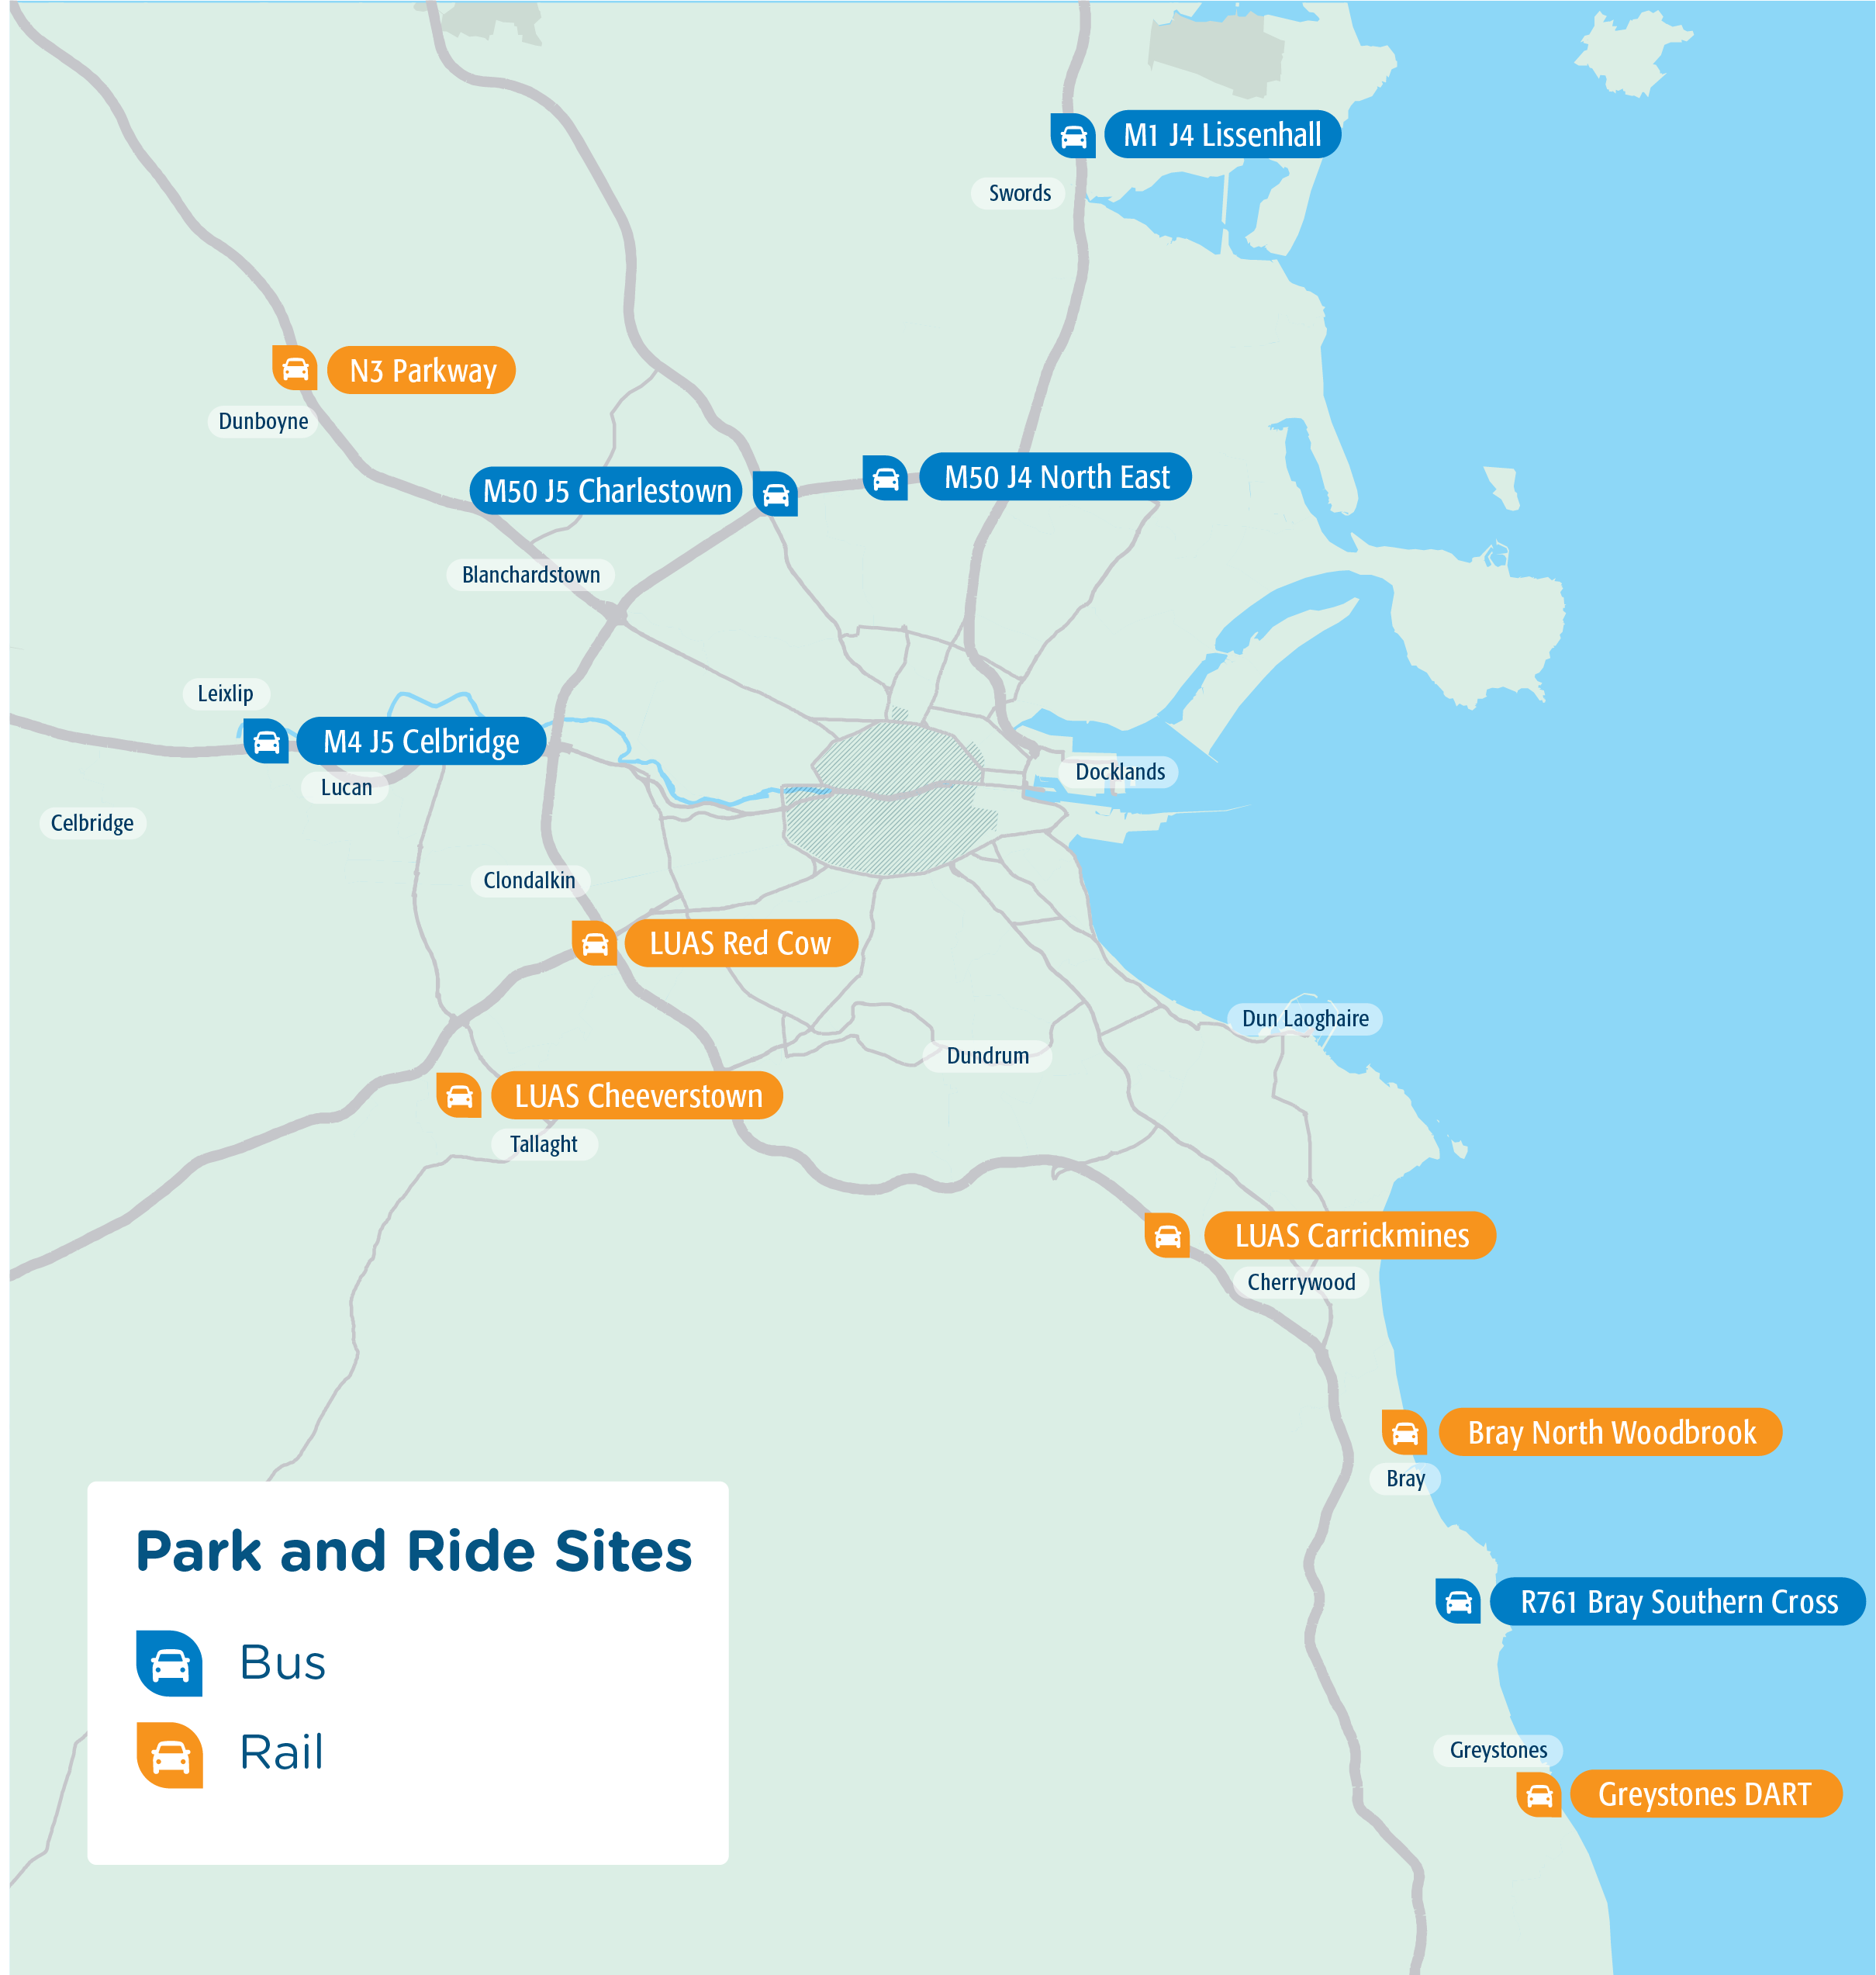 M1 J4 Lissenhall
Swords
N3 Parkway
Dunboyne
M50 J5 Charlestown
M50 J4 North East
Blanchardstown
Leixlip
M4 J5 Celbridge
Docklands
Lucan
Celbridge
Clondalkin
LUAS Red Cow
Dun Laoghaire
Dundrum
LUAS Cheeverstown
Tallaght
LUAS Carrickmines
Cherrywood
Bray North Woodbrook
Bray
R761 Bray Southern Cross
Greystones
Greystones DART
Park and Ride Sites
Bus
Rail